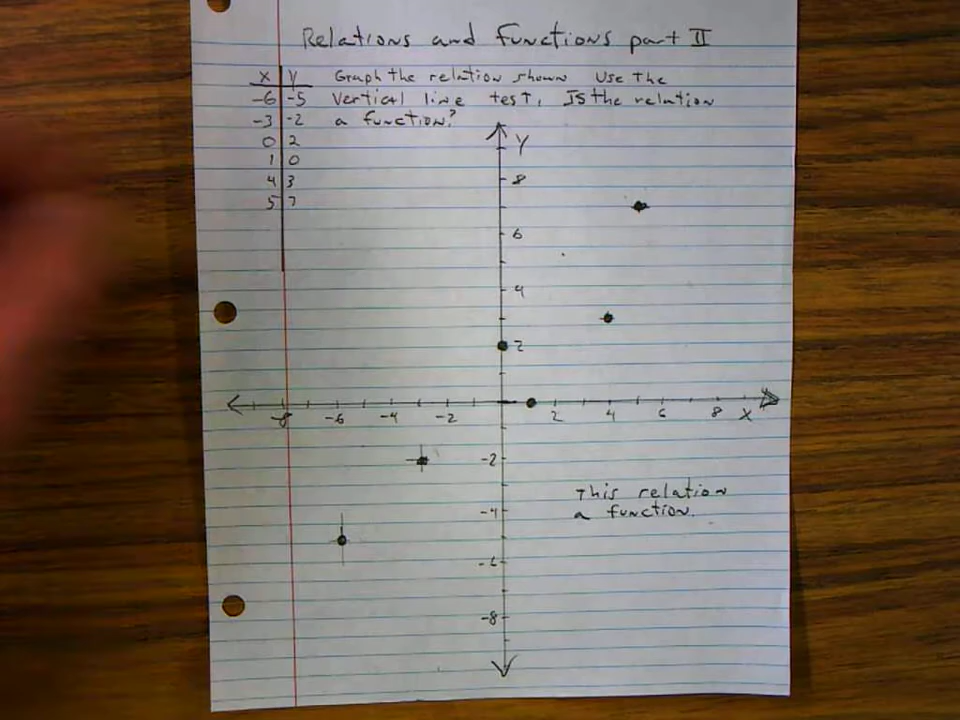 Relations and Functions part II
X Y
-6 -5
-3 -2
0 2
1 0
4 3
5 7
Graph the relation shown Use the
Vertical line test, Is the relation
a function?
Y
8
6
4
2
-8 -6 -4 -2 2 4 6 8 X
-2
-4
-6
-8
This relation
a function.